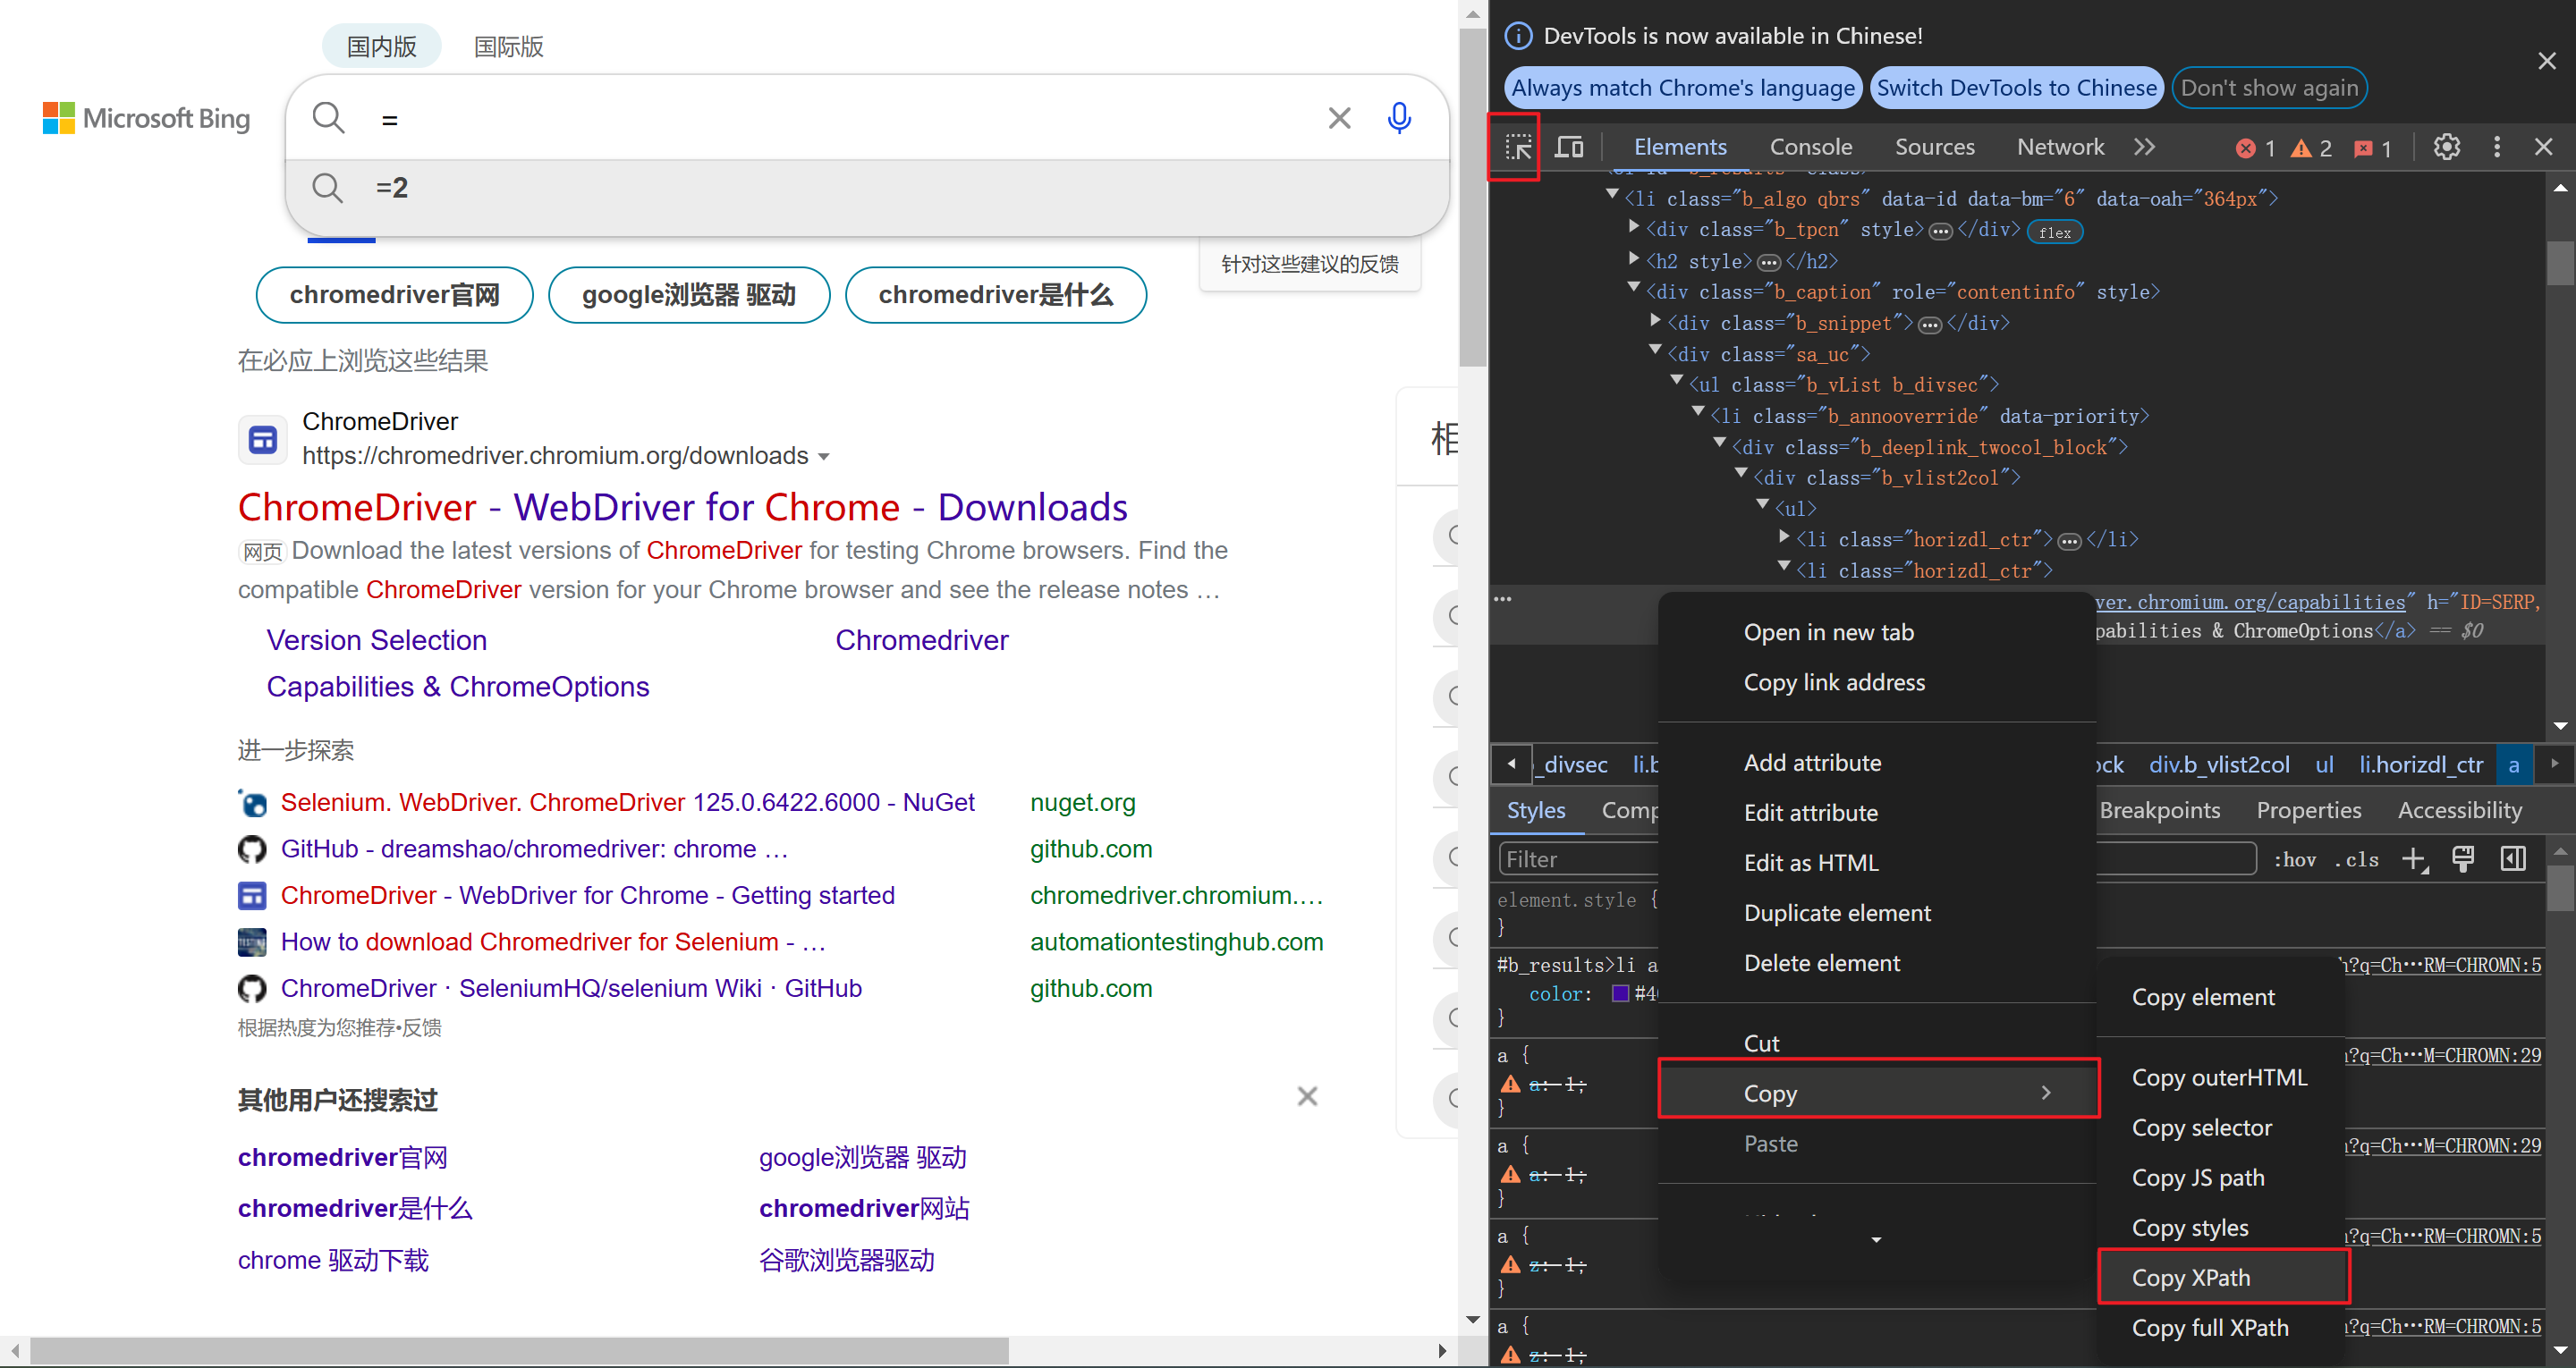 国内版 国际版
Microsoft Bing
=
=2
针对这些建议的反馈
chromedriver官网 google浏览器 驱动 chromedriver是什么
在必应上浏览这些结果
ChromeDriver
https://chromedriver.chromium.org/downloads
相
ChromeDriver - WebDriver for Chrome - Downloads
网页 Download the latest versions of ChromeDriver for testing Chrome browsers. Find the
compatible ChromeDriver version for your Chrome browser and see the release notes …
Version Selection Chromedriver
Capabilities & ChromeOptions
进一步探索
Selenium. WebDriver. ChromeDriver 125.0.6422.6000 - NuGet nuget.org
GitHub - dreamshao/chromedriver: chrome … github.com
ChromeDriver - WebDriver for Chrome - Getting started chromedriver.chromium.…
How to download Chromedriver for Selenium - … automationtestinghub.com
ChromeDriver · SeleniumHQ/selenium Wiki · GitHub github.com
根据热度为您推荐•反馈
其他用户还搜索过
chromedriver官网 google浏览器 驱动
chromedriver是什么 chromedriver网站
chrome 驱动下载 谷歌浏览器驱动
DevTools is now available in Chinese!
Always match Chrome's language Switch DevTools to Chinese Don't show again
Elements Console Sources Network 1 2 1
<li class="b_algo qbrs" data-id data-bm="6" data-oah="364px">
<div class="b_tpcn" style>…</div> flex
<h2 style>…</h2>
<div class="b_caption" role="contentinfo" style>
<div class="b_snippet">…</div>
<div class="sa_uc">
<ul class="b_vList b_divsec">
<li class="b_annooverride" data-priority>
<div class="b_deeplink_twocol_block">
<div class="b_vlist2col">
<ul>
<li class="horizdl_ctr">…</li>
<li class="horizdl_ctr">
ver.chromium.org/capabilities" h="ID=SERP,
pabilities & ChromeOptions</a> == $0
_divsec li.b ock div.b_vlist2col ul li.horizdl_ctr a
Styles Comp Breakpoints Properties Accessibility
Filter :hov .cls
element.style {
}
#b_results>li a ?q=Ch…RM=CHROMN:5
color: #4
}
a { ?q=Ch…M=CHROMN:29
a: 1;
}
a { ?q=Ch…M=CHROMN:29
a: 1;
}
a { ?q=Ch…RM=CHROMN:5
z: 1;
}
a { ?q=Ch…RM=CHROMN:5
z: 1;
Open in new tab
Copy link address
Add attribute
Edit attribute
Edit as HTML
Duplicate element
Delete element
Cut
Copy
Paste
Copy element
Copy outerHTML
Copy selector
Copy JS path
Copy styles
Copy XPath
Copy full XPath